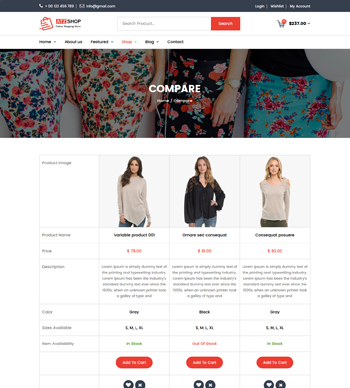 + 00 123 456 789 | info@gmail.com Login | Wishlist | My Account
ATZ SHOP
Online Shopping Store
Search Product... Search
$237.00
Home About us Featured Shop Blog Contact
COMPARE
Home / Compare
Product Image
Product Name Variable product 001 Ornare sed consequat Consequat posuere
Price $ 79.00 $ 91.00 $ 90.00
Description
Lorem Ipsum is simply dummy text of the printing and typesetting industry. Lorem Ipsum has been the industry's standard dummy text ever since the 1500s, when an unknown printer took a galley of type and
Lorem Ipsum is simply dummy text of the printing and typesetting industry. Lorem Ipsum has been the industry's standard dummy text ever since the 1500s, when an unknown printer took a galley of type and
Lorem Ipsum is simply dummy text of the printing and typesetting industry. Lorem Ipsum has been the industry's standard dummy text ever since the 1500s, when an unknown printer took a galley of type and
Color Gray Black Gray
Sizes Available S, M, L, XL S, M, L, XL S, M, L, XL
Item Availability In Stock Out Of Stock In Stock
Add To Cart Add To Cart Add To Cart